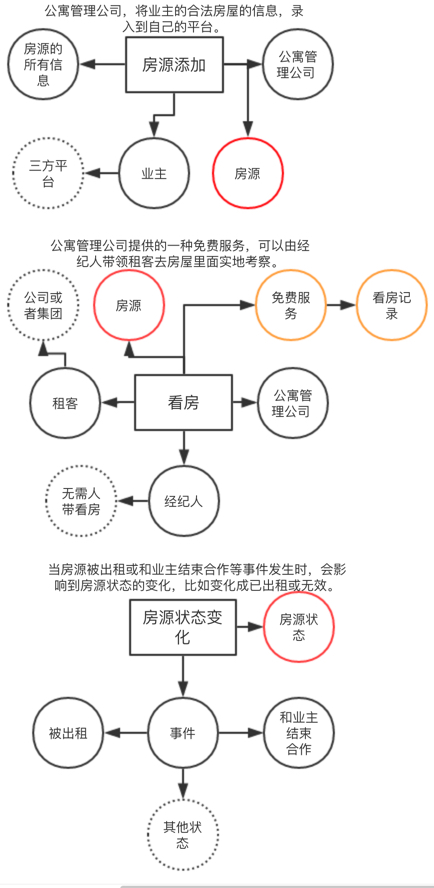 公寓管理公司，将业主的合法房屋的信息，录
入到自己的平台。
房源的
所有信
息
房源添加
公寓管
理公司
三方平
台
业主
房源
公寓管理公司提供的一种免费服务，可以由经
纪人带领租客去房屋里面实地考察。
公司或
者集团
房源
免费服
务
看房记
录
租客
看房
公寓管
理公司
无需人
带看房
经纪人
当房源被出租或和业主结束合作等事件发生时，会影
响到房源状态的变化，比如变化成已出租或无效。
房源状态变
化
房源状
态
被出租
事件
和业主
结束
合作
其他状
态